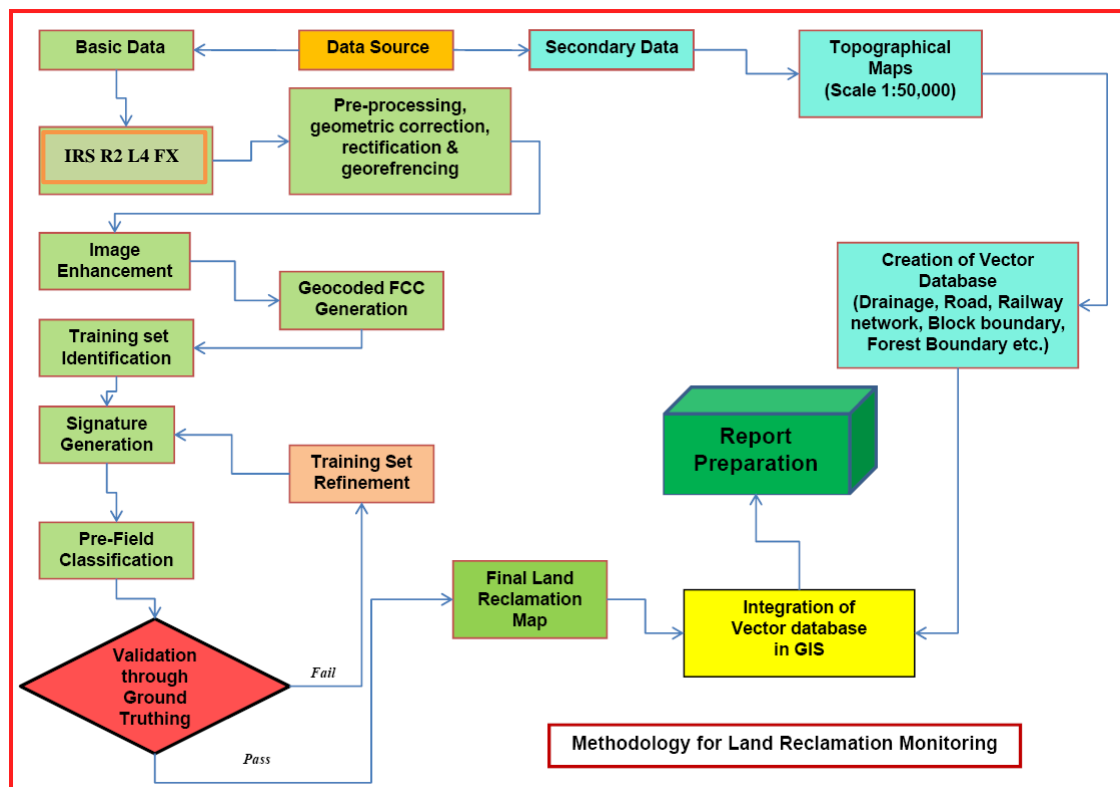 Basic Data
Data Source
Secondary Data
Topographical
Maps
(Scale 1:50,000)
IRS R2 L4 FX
Pre-processing,
geometric correction,
rectification &
georefrencing
Image
Enhancement
Geocoded FCC
Generation
Creation of Vector
Database
(Drainage, Road, Railway
network, Block boundary,
Forest Boundary etc.)
Training set
Identification
Signature
Generation
Training Set
Refinement
Report
Preparation
Pre-Field
Classification
Final Land
Reclamation
Map
Integration of
Vector database
in GIS
Validation
through
Ground
Truthing
Fail
Pass
Methodology for Land Reclamation Monitoring